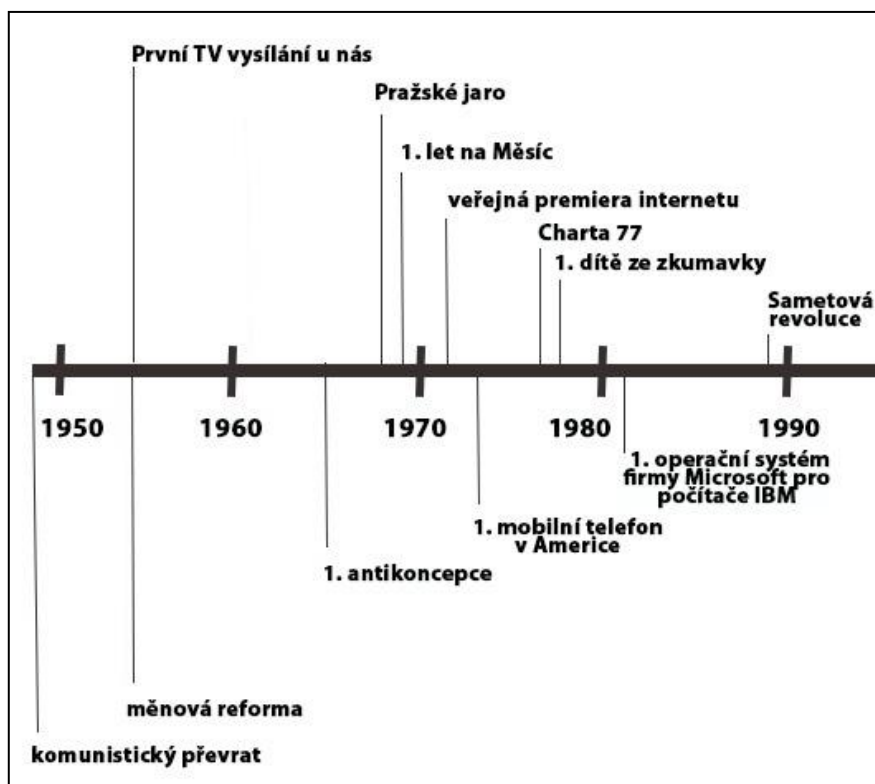 První TV vysílání u nás
Pražské jaro
1. let na Měsíc
veřejná premiera internetu
Charta 77
1. dítě ze zkumavky
Sametová
revoluce
1950
1960
1970
1980
1990
1. operační systém
firmy Microsoft pro
počítače IBM
1. mobilní telefon
v Americe
1. antikoncepce
měnová reforma
komunistický převrat